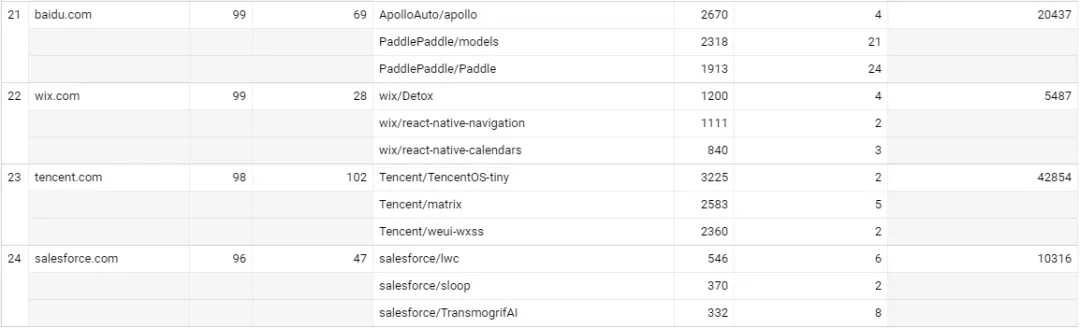 21 baidu.com 99 69 ApolloAuto/apollo 2670 4 20437
PaddlePaddle/models 2318 21
PaddlePaddle/Paddle 1913 24
22 wix.com 99 28 wix/Detox 1200 4 5487
wix/react-native-navigation 1111 2
wix/react-native-calendars 840 3
23 tencent.com 98 102 Tencent/TencentOS-tiny 3225 2 42854
Tencent/matrix 2583 5
Tencent/weui-wxss 2360 2
24 salesforce.com 96 47 salesforce/lwc 546 6 10316
salesforce/sloop 370 2
salesforce/TransmogrifAI 332 8